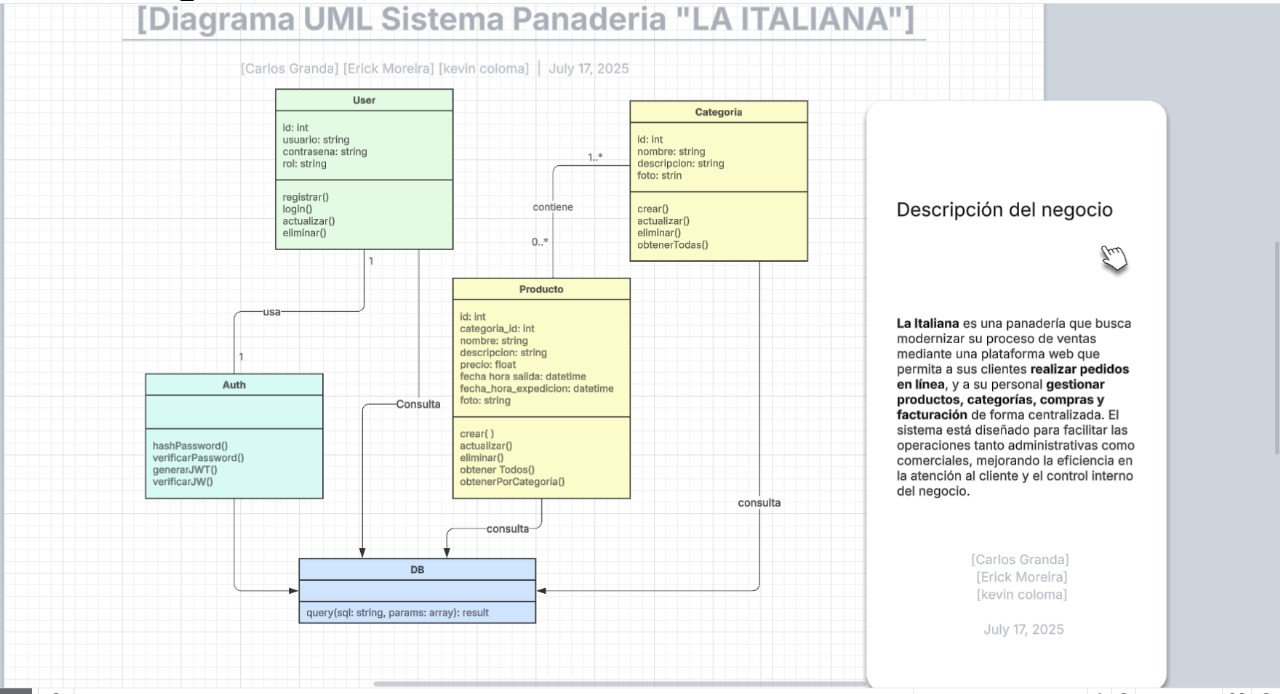 [Diagrama UML Sistema Panaderia "LA ITALIANA"]
[Carlos Granda] [Erick Moreira] [kevin coloma] | July 17, 2025
User
id: int
usuario: string
contrasena: string
rol: string
registrar()
login()
actualizar()
eliminar()
Categoria
id: int
nombre: string
descripcion: string
foto: strin
crear()
actualizar()
eliminar()
obtenerTodas()
1..*
contiene
0..*
1
usa
1
Producto
id: int
categoria_id: int
nombre: string
descripcion: string
precio: float
fecha hora salida: datetime
fecha_hora_expedicion: datetime
foto: string
crear( )
actualizar()
eliminar()
obtener Todos()
obtenerPorCategoria()
Auth
hashPassword()
verificarPassword()
generarJWT()
verificarJW()
Consulta
consulta
consulta
DB
query(sql: string, params: array): result
Descripción del negocio
La Italiana es una panadería que busca
modernizar su proceso de ventas
mediante una plataforma web que
permita a sus clientes realizar pedidos
en línea, y a su personal gestionar
productos, categorías, compras y
facturación de forma centralizada. El
sistema está diseñado para facilitar las
operaciones tanto administrativas como
comerciales, mejorando la eficiencia en
la atención al cliente y el control interno
del negocio.
[Carlos Granda]
[Erick Moreira]
[kevin coloma]
July 17, 2025